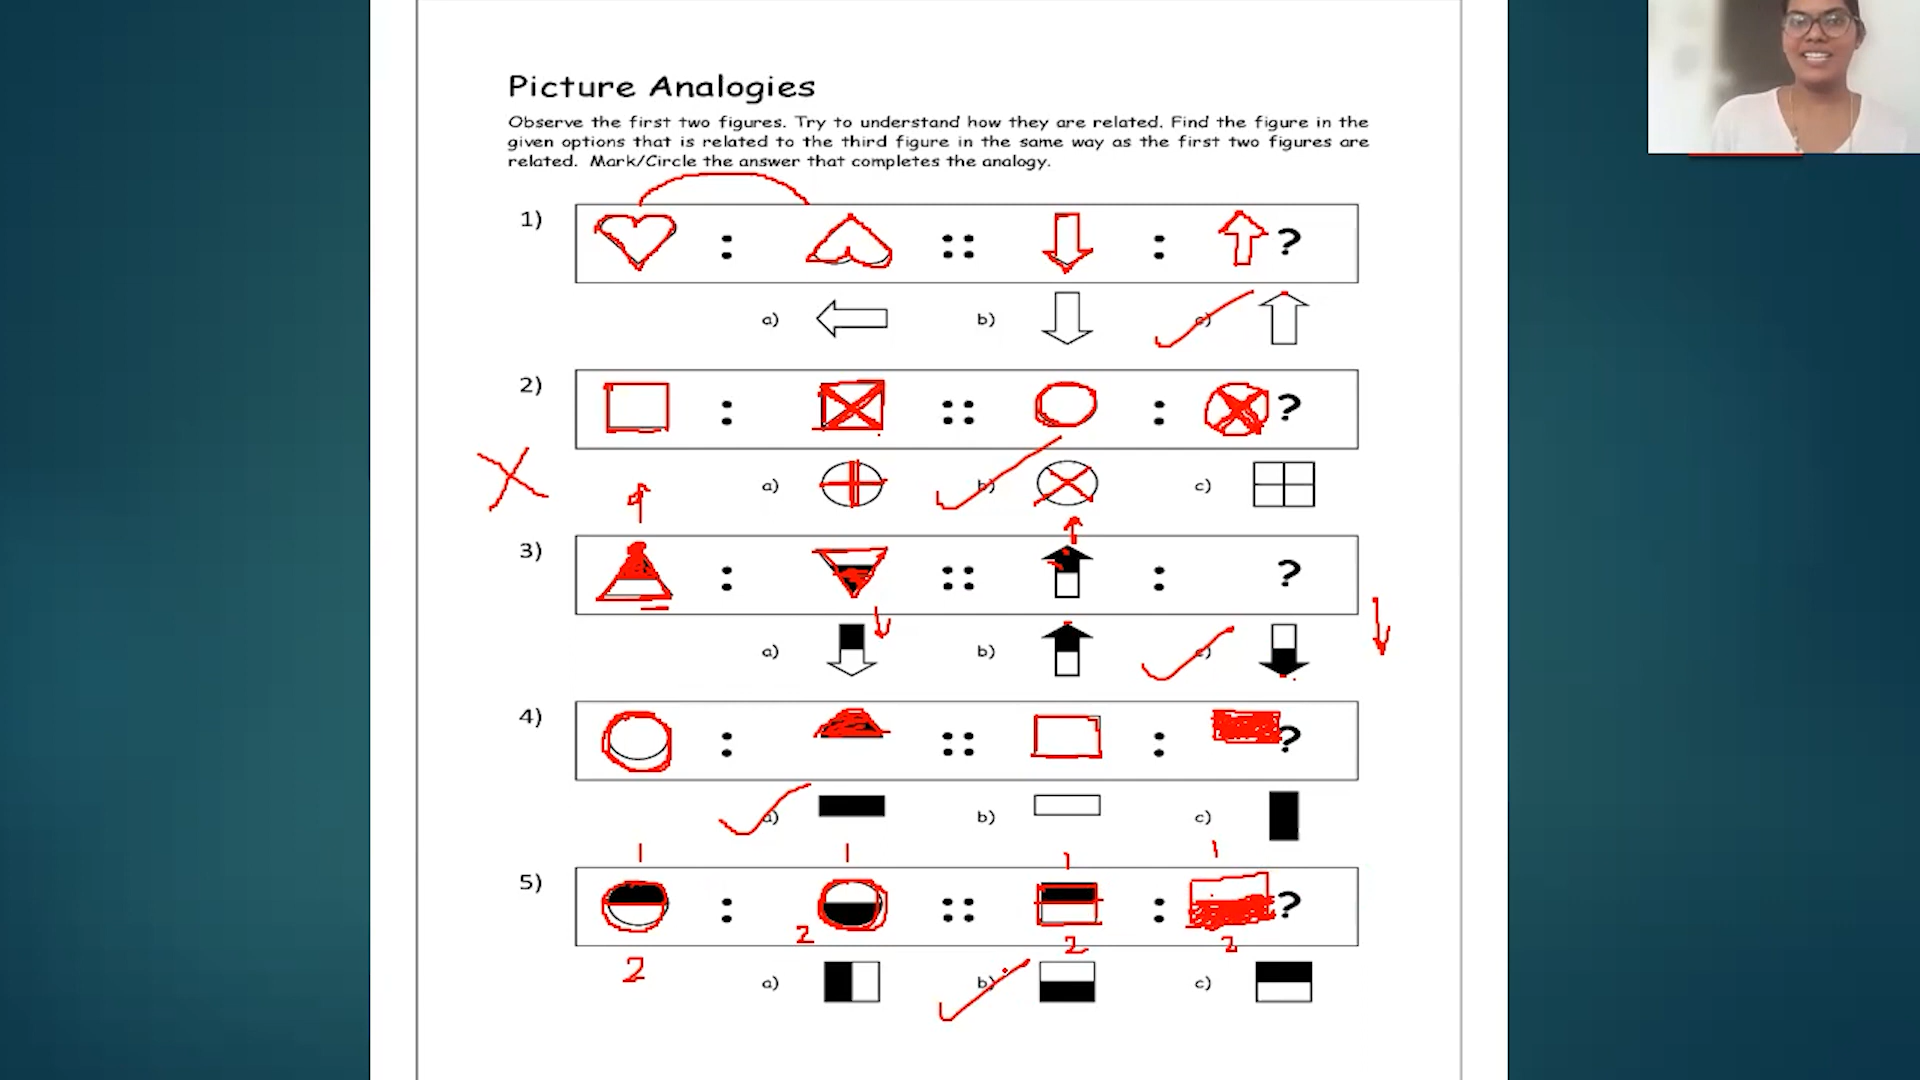 Picture Analogies
Observe the first two figures. Try to understand how they are related. Find the figure in the
given options that is related to the third figure in the same way as the first two figures are
related. Mark/Circle the answer that completes the analogy.
1)
: :: : ?
a) b) c)
2)
: :: : ?
a) b) c)
3)
: :: : ?
a) b) c)
4)
: :: : ?
a) b) c)
1 1 1 1
5)
: :: : ?
2 2 2 2
a) b) c)